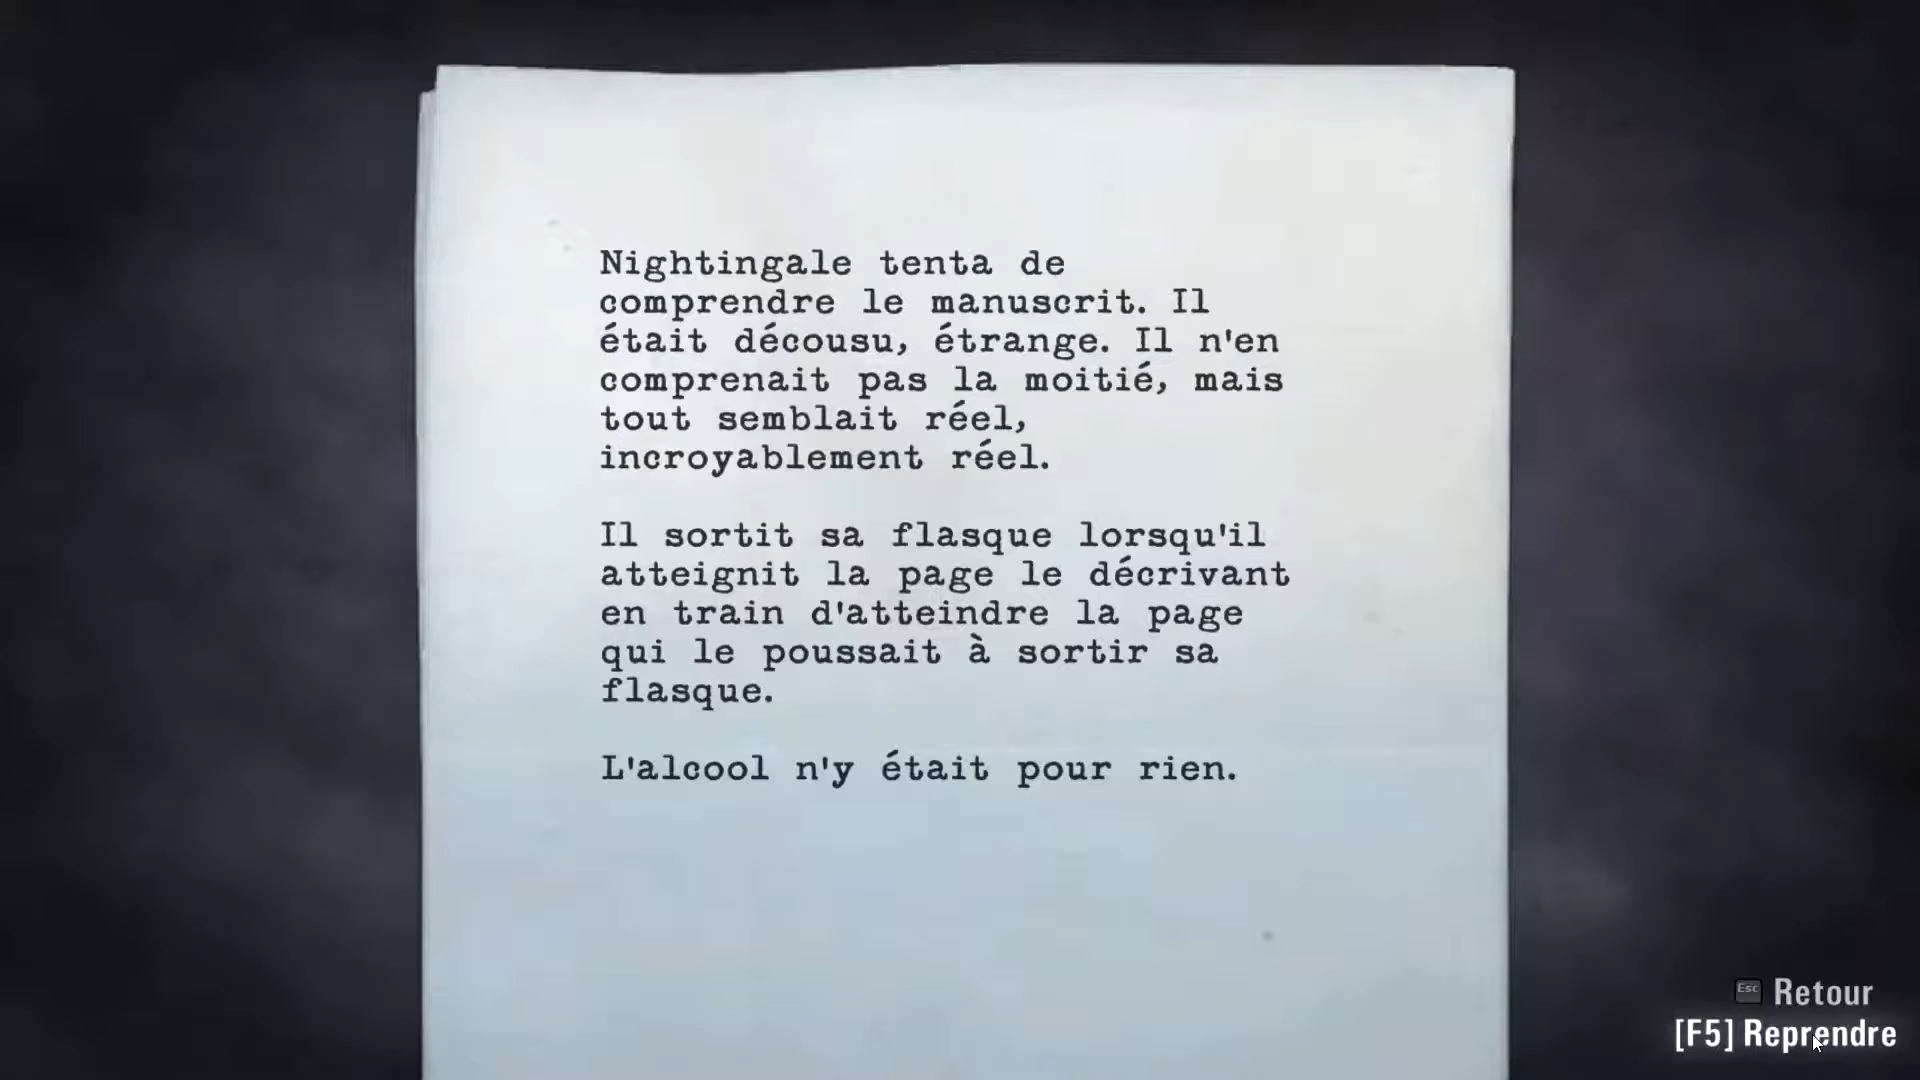 Nightingale tenta de
comprendre le manuscrit. Il
était décousu, étrange. Il n'en
comprenait pas la moitié, mais
tout semblait réel,
incroyablement réel.
Il sortit sa flasque lorsqu'il
atteignit la page le décrivant
en train d'atteindre la page
qui le poussait à sortir sa
flasque.
L'alcool n'y était pour rien.
Esc Retour
[F5] Reprendre